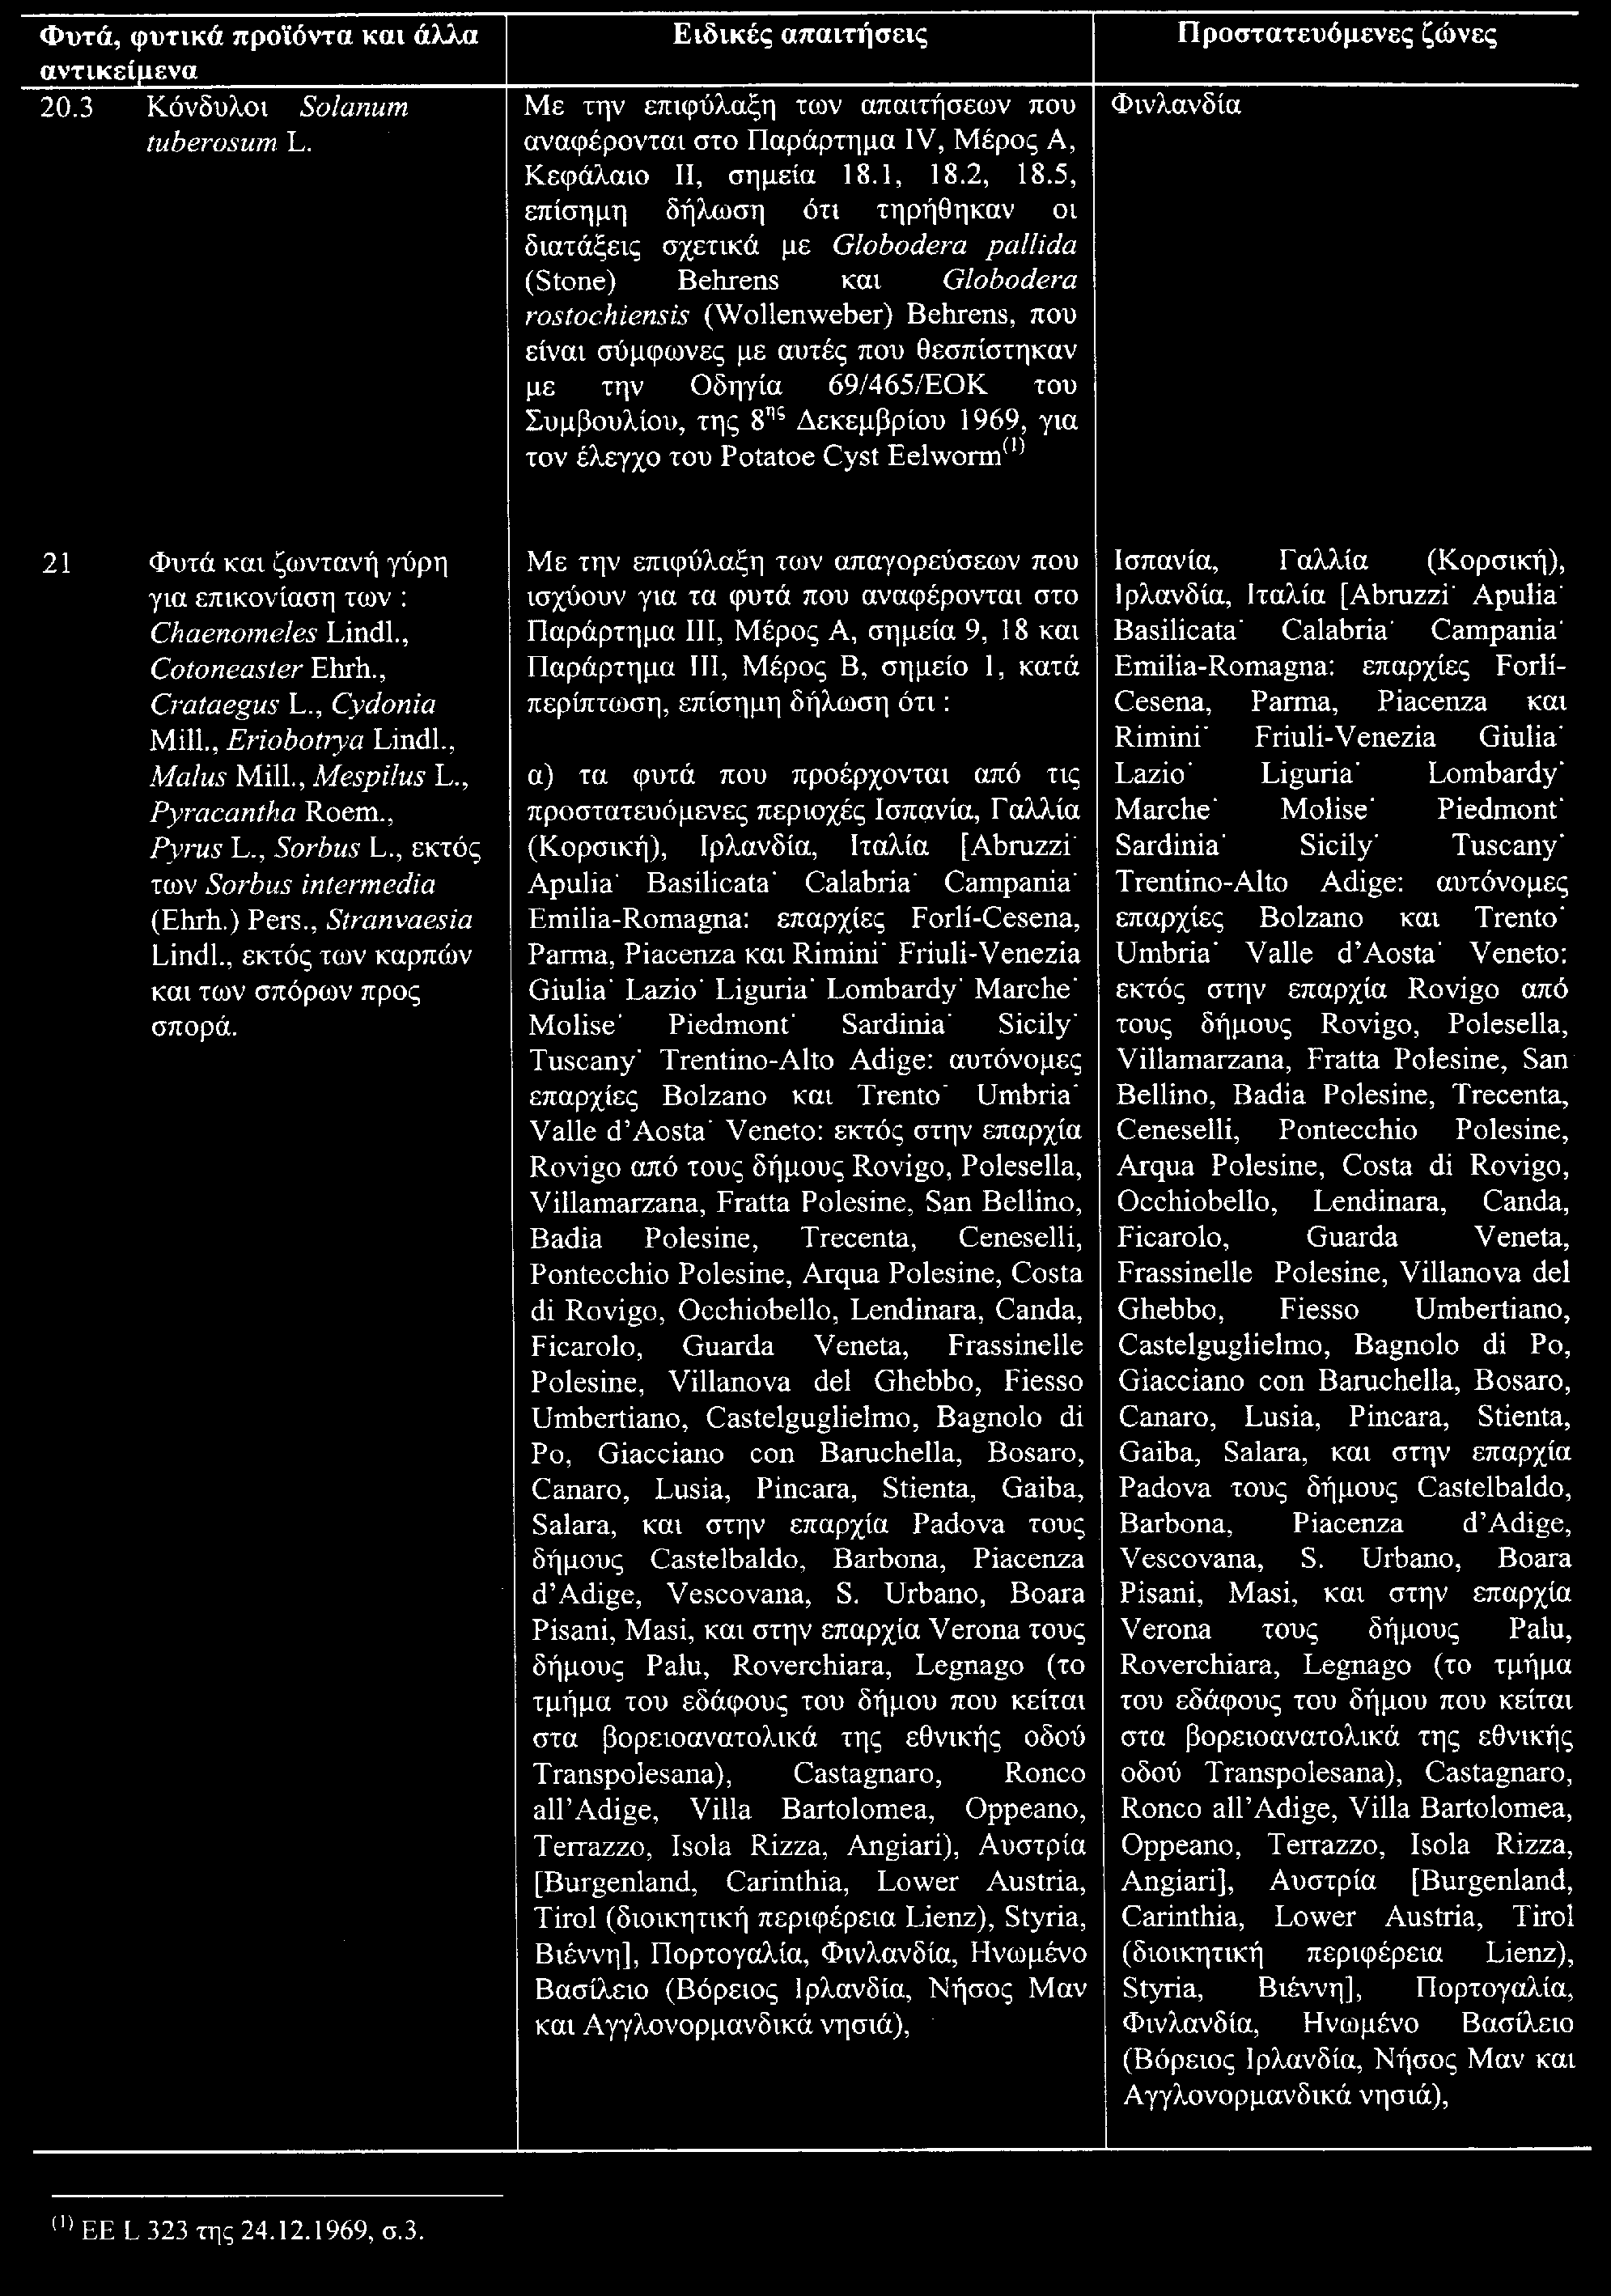 Φυτά, φυτικά προϊόντα και άλλα
αντικείμενα
Ειδικές απαιτήσεις
Προστατευόμενες ζώνες
20.3 Κόνδυλοι Solanum
tuberosum L.
Με την επιφύλαξη των απαιτήσεων που
αναφέρονται στο Παράρτημα IV, Μέρος Α,
Κεφάλαιο ΙΙ, σημεία 18.1, 18.2, 18.5,
επίσημη δήλωση ότι τηρήθηκαν οι
διατάξεις σχετικά με Globodera pallida
(Stone) Behrens και Globodera
rostochiensis (Wollenweber) Behrens, που
είναι σύμφωνες με αυτές που θεσπίστηκαν
με την Οδηγία 69/465/ΕΟΚ του
Συμβουλίου, της 8ης Δεκεμβρίου 1969, για
τον έλεγχο του Potatoe Cyst Eelworm(1)
Φινλανδία
21 Φυτά και ζωντανή γύρη
για επικονίαση των :
Chaenomeles Lindl.,
Cotoneaster Ehrh.,
Crataegus L., Cydonia
Mill., Eriobotrya Lindl.,
Malus Mill., Mespilus L.,
Pyracantha Roem.,
Pyrus L., Sorbus L., εκτός
των Sorbus intermedia
(Ehrh.) Pers., Stranvaesia
Lindl., εκτός των καρπών
και των σπόρων προς
σπορά.
Με την επιφύλαξη των απαγορεύσεων που
ισχύουν για τα φυτά που αναφέρονται στο
Παράρτημα ΙΙΙ, Μέρος Α, σημεία 9, 18 και
Παράρτημα ΙΙΙ, Μέρος Β, σημείο 1, κατά
περίπτωση, επίσημη δήλωση ότι :
α) τα φυτά που προέρχονται από τις
προστατευόμενες περιοχές Ισπανία, Γαλλία
(Κορσική), Ιρλανδία, Ιταλία [Abruzzi˙
Apulia˙ Basilicata˙ Calabria˙ Campania˙
Emilia-Romagna: επαρχίες Forlí-Cesena,
Parma, Piacenza και Rimini˙ Friuli-Venezia
Giulia˙ Lazio˙ Liguria˙ Lombardy˙ Marche˙
Molise˙ Piedmont˙ Sardinia˙ Sicily˙
Tuscany˙ Trentino-Alto Adige: αυτόνομες
επαρχίες Bolzano και Trento˙ Umbria˙
Valle d’Aosta˙ Veneto: εκτός στην επαρχία
Rovigo από τους δήμους Rovigo, Polesella,
Villamarzana, Fratta Polesine, San Bellino,
Badia Polesine, Trecenta, Ceneselli,
Pontecchio Polesine, Arqua Polesine, Costa
di Rovigo, Occhiobello, Lendinara, Canda,
Ficarolo, Guarda Veneta, Frassinelle
Polesine, Villanova del Ghebbo, Fiesso
Umbertiano, Castelguglielmo, Bagnolo di
Po, Giacciano con Baruchella, Bosaro,
Canaro, Lusia, Pincara, Stienta, Gaiba,
Salara, και στην επαρχία Padova τους
δήμους Castelbaldo, Barbona, Piacenza
d’Adige, Vescovana, S. Urbano, Boara
Pisani, Masi, και στην επαρχία Verona τους
δήμους Palu, Roverchiara, Legnago (το
τμήμα του εδάφους του δήμου που κείται
στα βορειοανατολικά της εθνικής οδού
Transpolesana), Castagnaro, Ronco
all’Adige, Villa Bartolomea, Oppeano,
Terrazzo, Isola Rizza, Angiari), Αυστρία
[Burgenland, Carinthia, Lower Austria,
Tirol (διοικητική περιφέρεια Lienz), Styria,
Βιέννη], Πορτογαλία, Φινλανδία, Ηνωμένο
Βασίλειο (Βόρειος Ιρλανδία, Νήσος Μαν
και Αγγλονορμανδικά νησιά),
Ισπανία, Γαλλία (Κορσική),
Ιρλανδία, Ιταλία [Abruzzi˙ Apulia˙
Basilicata˙ Calabria˙ Campania˙
Emilia-Romagna: επαρχίες Forlí-
Cesena, Parma, Piacenza και
Rimini˙ Friuli-Venezia Giulia˙
Lazio˙ Liguria˙ Lombardy˙
Marche˙ Molise˙ Piedmont˙
Sardinia˙ Sicily˙ Tuscany˙
Trentino-Alto Adige: αυτόνομες
επαρχίες Bolzano και Trento˙
Umbria˙ Valle d’Aosta˙ Veneto:
εκτός στην επαρχία Rovigo από
τους δήμους Rovigo, Polesella,
Villamarzana, Fratta Polesine, San
Bellino, Badia Polesine, Trecenta,
Ceneselli, Pontecchio Polesine,
Arqua Polesine, Costa di Rovigo,
Occhiobello, Lendinara, Canda,
Ficarolo, Guarda Veneta,
Frassinelle Polesine, Villanova del
Ghebbo, Fiesso Umbertiano,
Castelguglielmo, Bagnolo di Po,
Giacciano con Baruchella, Bosaro,
Canaro, Lusia, Pincara, Stienta,
Gaiba, Salara, και στην επαρχία
Padova τους δήμους Castelbaldo,
Barbona, Piacenza d’Adige,
Vescovana, S. Urbano, Boara
Pisani, Masi, και στην επαρχία
Verona τους δήμους Palu,
Roverchiara, Legnago (το τμήμα
του εδάφους του δήμου που κείται
στα βορειοανατολικά της εθνικής
οδού Transpolesana), Castagnaro,
Ronco all’Adige, Villa Bartolomea,
Oppeano, Terrazzo, Isola Rizza,
Angiari], Αυστρία [Burgenland,
Carinthia, Lower Austria, Tirol
(διοικητική περιφέρεια Lienz),
Styria, Βιέννη], Πορτογαλία,
Φινλανδία, Ηνωμένο Βασίλειο
(Βόρειος Ιρλανδία, Νήσος Μαν και
Αγγλονορμανδικά νησιά),
(1) ΕΕ L 323 της 24.12.1969, σ.3.